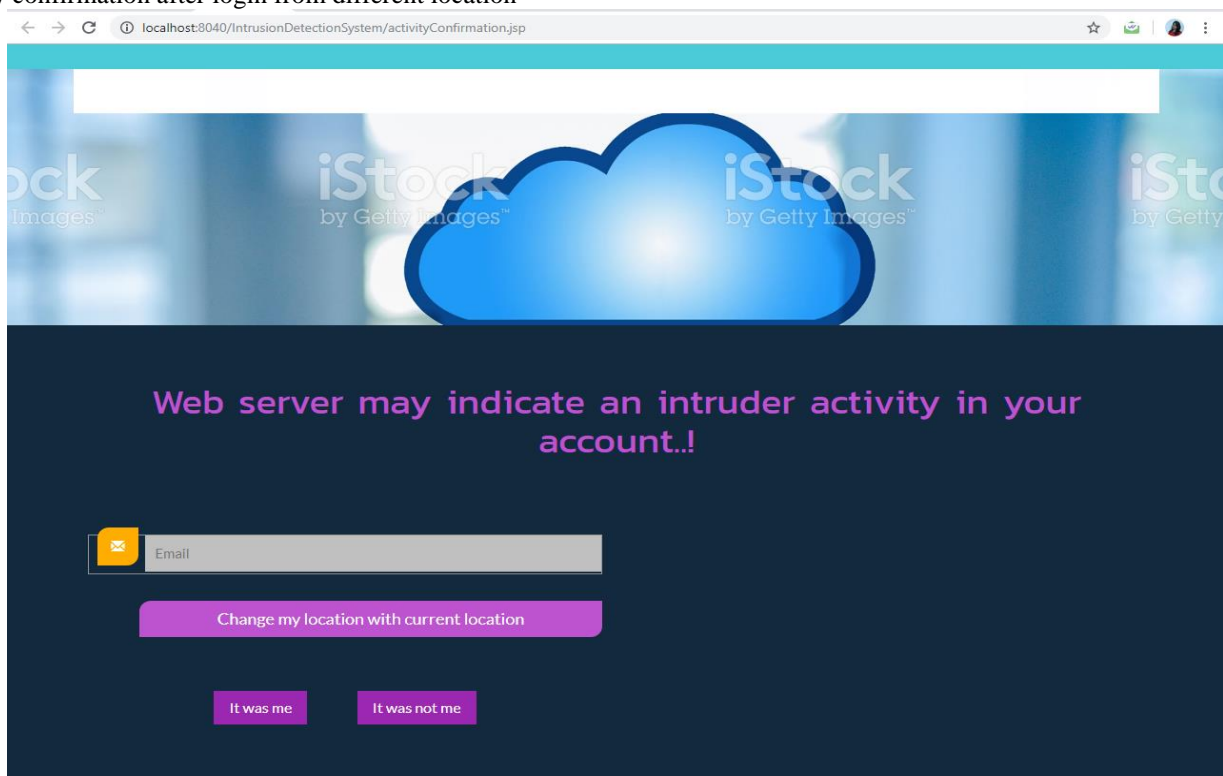 confirmation after login from different location
localhost:8040/IntrusionDetectionSystem/activityConfirmation.jsp
iStock
by Getty Images™
iStock
by Getty Images™
Web server may indicate an intruder activity in your
account..!
Email
Change my location with current location
It was me
It was not me